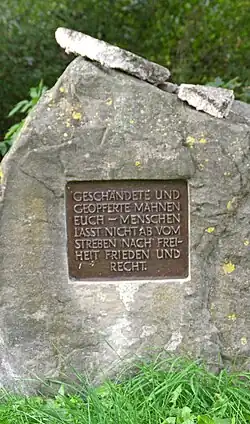 GESCHÄNDETE UND
GEOPFERTE MAHNEN
EUCH – MENSCHEN
LASST NICHT AB VOM
STREBEN NACH FREI-
HEIT FRIEDEN UND
RECHT.